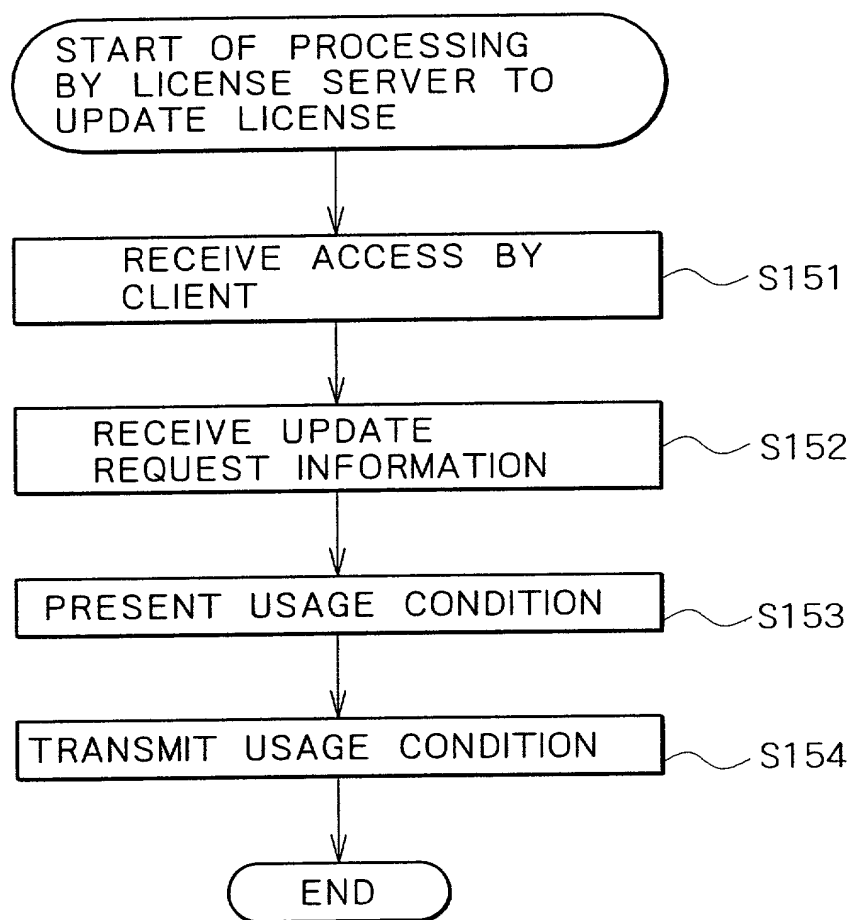 START OF PROCESSING
BY LICENSE SERVER TO
UPDATE LICENSE
RECEIVE ACCESS BY
CLIENT
S151
RECEIVE UPDATE
REQUEST INFORMATION
S152
PRESENT USAGE CONDITION
S153
TRANSMIT USAGE CONDITION
S154
END